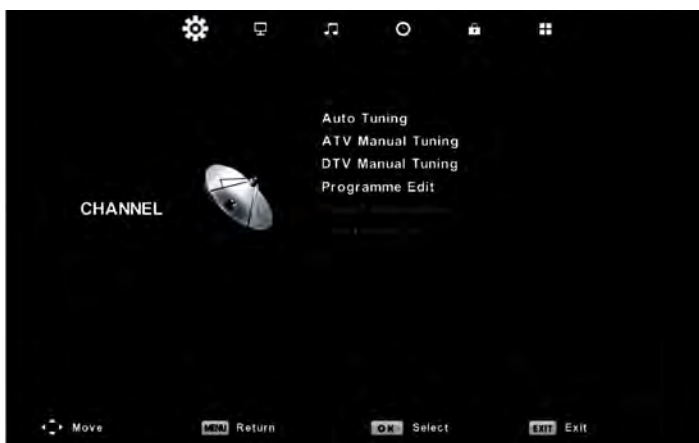 Auto Tuning
ATV Manual Tuning
DTV Manual Tuning
Programme Edit
CHANNEL
Move
MENU Return
OK Select
EXIT Exit